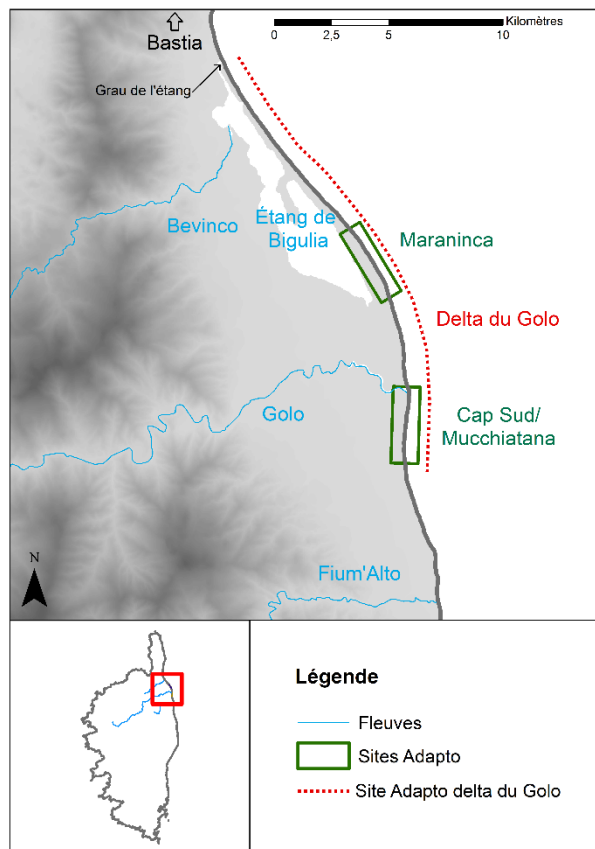 Bastia
Kilomètres
0 2,5 5 10
Grau de l'étang
Bevinco
Étang de
Bigulia
Maraninca
Delta du Golo
Golo
Cap Sud/
Mucchiatana
N
Fium'Alto
Légende
Fleuves
Sites Adapto
Site Adapto delta du Golo